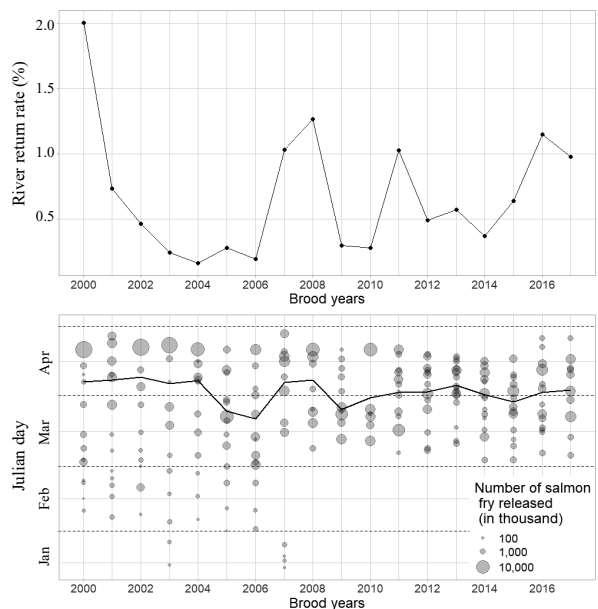 River return rate (%)
2.0
1.5
1.0
0.5
2000 2002 2004 2006 2008 2010 2012 2014 2016
Brood years
Julian day
Apr
Mar
Feb
Jan
Number of salmon
fry released
(in thousand)
100
1,000
10,000
2000 2002 2004 2006 2008 2010 2012 2014 2016
Brood years